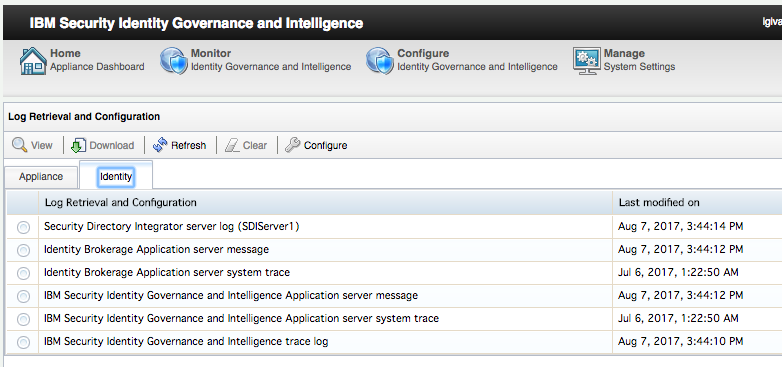 IBM Security Identity Governance and Intelligence
Home
Appliance Dashboard
Monitor
Identity Governance and Intelligence
Configure
Identity Governance and Intelligence
Manage
System Settings
Log Retrieval and Configuration
View Download Refresh Clear Configure
Appliance Identity
Log Retrieval and Configuration Last modified on
Security Directory Integrator server log (SDIServer1) Aug 7, 2017, 3:44:14 PM
Identity Brokerage Application server message Aug 7, 2017, 3:44:12 PM
Identity Brokerage Application server system trace Jul 6, 2017, 1:22:50 AM
IBM Security Identity Governance and Intelligence Application server message Aug 7, 2017, 3:44:12 PM
IBM Security Identity Governance and Intelligence Application server system trace Jul 6, 2017, 1:22:50 AM
IBM Security Identity Governance and Intelligence trace log Aug 7, 2017, 3:44:10 PM